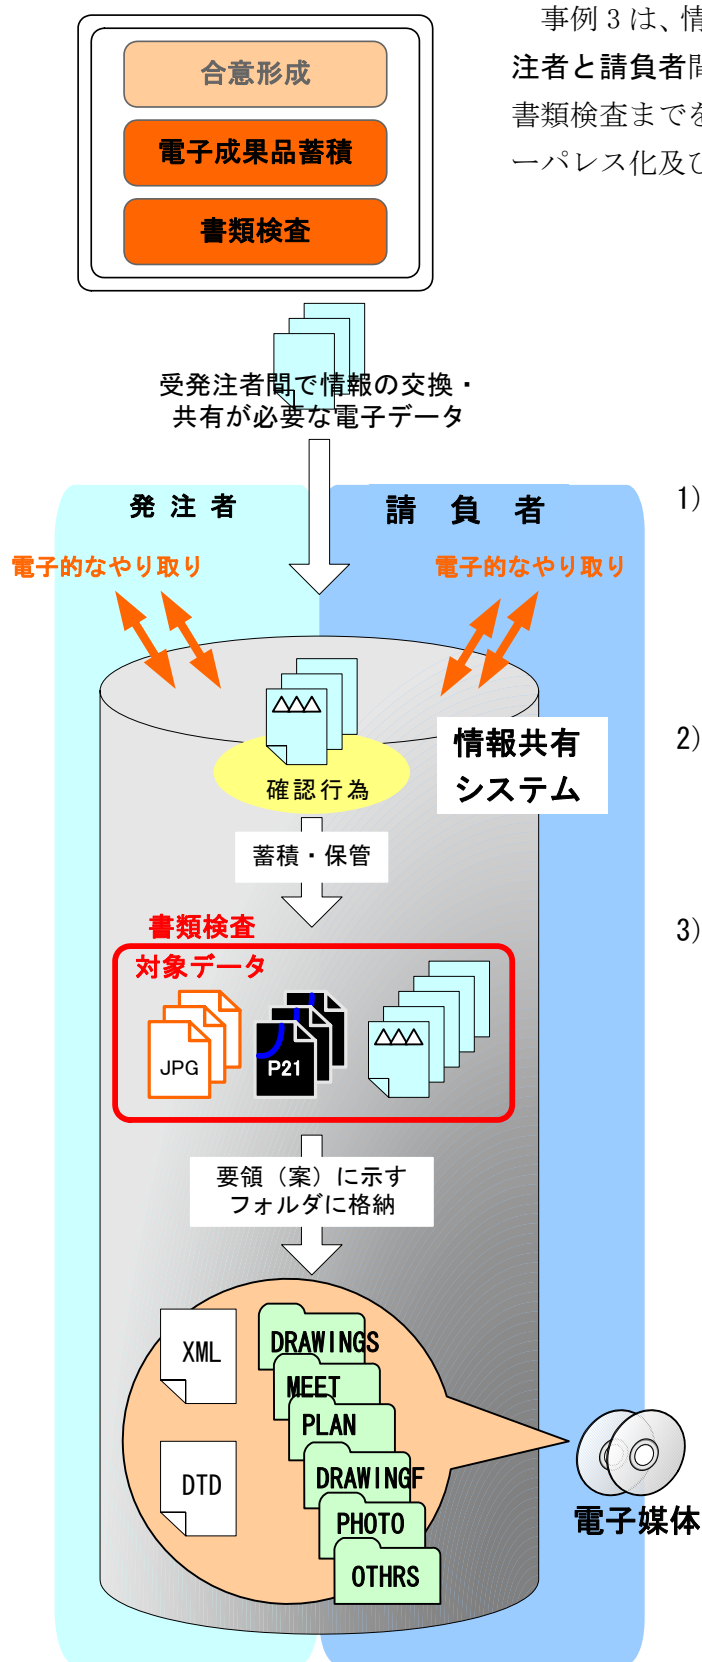 合意形成
電子成果品蓄積
書類検査
事例 3 は、情
注者と請負者間
書類検査までを
ーパレス化及び
受発注者間で情報の交換・
共有が必要な電子データ
発 注 者
請 負 者
電子的なやり取り
電子的なやり取り
確認行為
情報共有
システム
蓄積・保管
書類検査
対象データ
JPG
P21
要領（案）に示す
フォルダに格納
XML
DTD
DRAWINGS
MEET
PLAN
DRAWINGF
PHOTO
OTHRS
電子媒体
1)
2)
3)